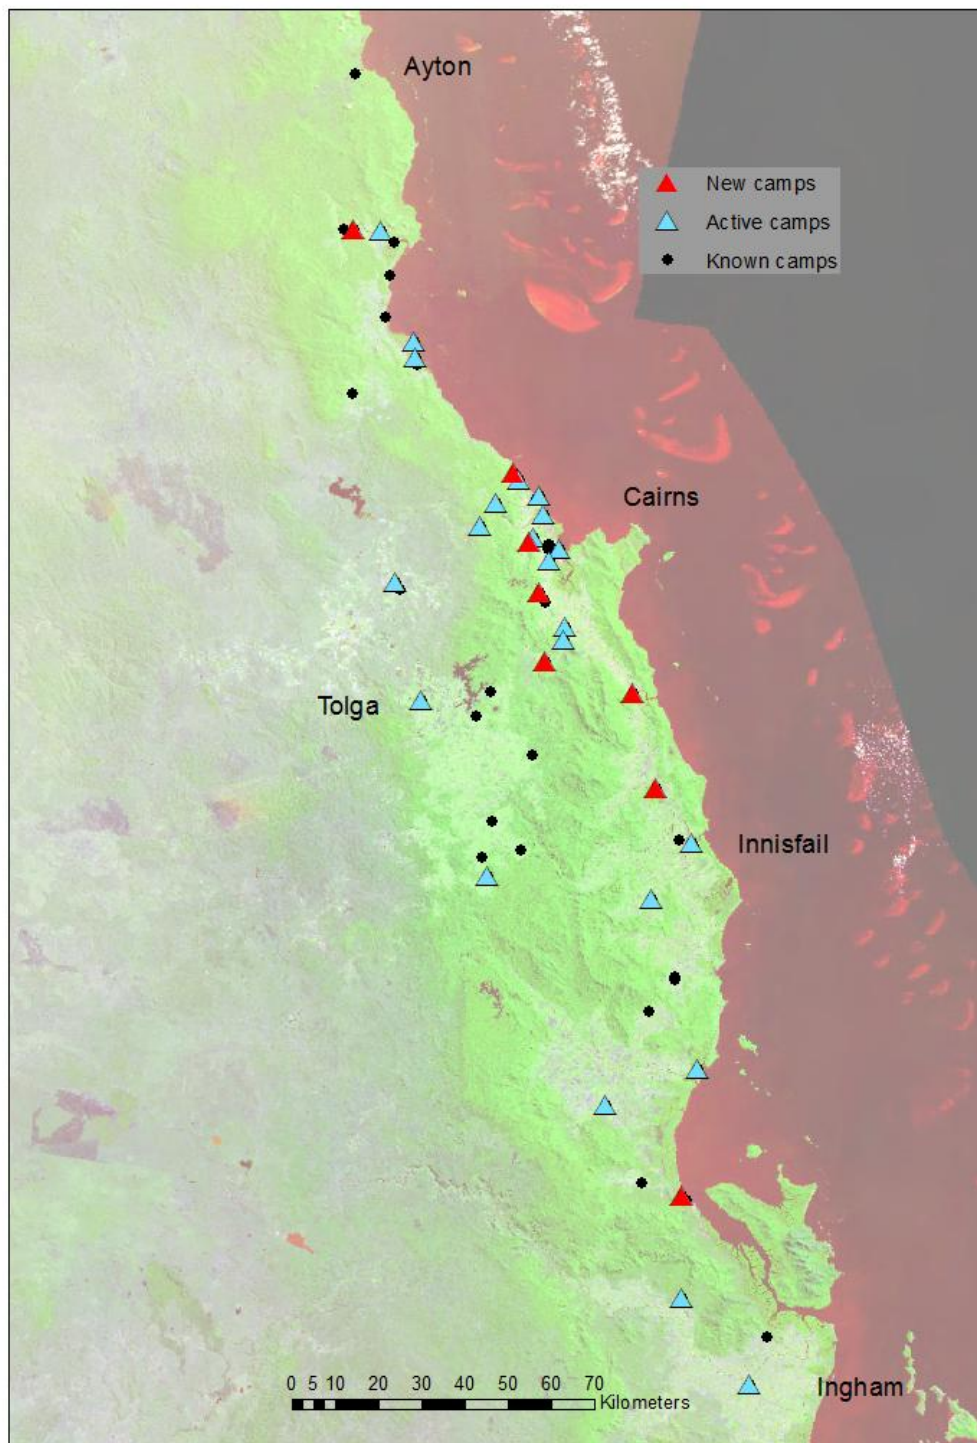 Ayton
New camps
Active camps
Known camps
Cairns
Tolga
Innisfail
Ingham
0 5 10 20 30 40 50 60 70
Kilometers